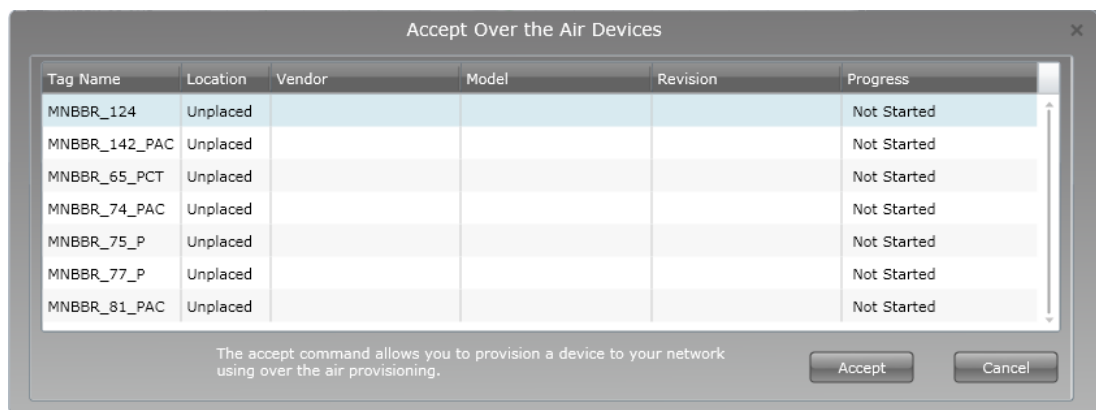 Accept Over the Air Devices
Tag Name Location Vendor Model Revision Progress
MNBBR_124 Unplaced Not Started
MNBBR_142_PAC Unplaced Not Started
MNBBR_65_PCT Unplaced Not Started
MNBBR_74_PAC Unplaced Not Started
MNBBR_75_P Unplaced Not Started
MNBBR_77_P Unplaced Not Started
MNBBR_81_PAC Unplaced Not Started
The accept command allows you to provision a device to your network
using over the air provisioning.
Accept Cancel